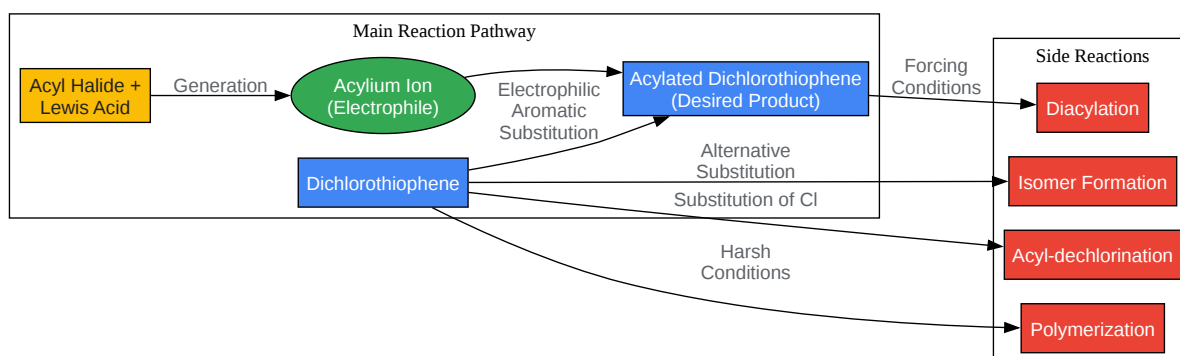 Main Reaction Pathway
Side Reactions
Acyl Halide +
Lewis Acid
Generation
Acylium Ion
(Electrophile)
Electrophilic
Aromatic
Substitution
Acylated Dichlorothiophene
(Desired Product)
Forcing
Conditions
Diacylation
Dichlorothiophene
Alternative
Substitution
Isomer Formation
Substitution of Cl
Acyl-dechlorination
Harsh
Conditions
Polymerization